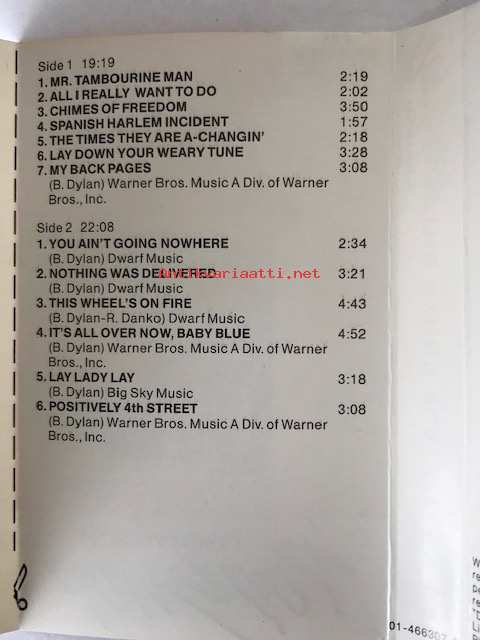 Side 1 19:19
1. MR. TAMBOURINE MAN 2:19
2. ALL I REALLY WANT TO DO 2:02
3. CHIMES OF FREEDOM 3:50
4. SPANISH HARLEM INCIDENT 1:57
5. THE TIMES THEY ARE A-CHANGIN' 2:18
6. LAY DOWN YOUR WEARY TUNE 3:28
7. MY BACK PAGES 3:08
(B. Dylan) Warner Bros. Music A Div. of Warner
Bros., Inc.
Side 2 22:08
1. YOU AIN'T GOING NOWHERE 2:34
(B. Dylan) Dwarf Music
2. NOTHING WAS DELIVERED 3:21
Antikvariaatti.net
(B. Dylan) Dwarf Music
3. THIS WHEEL'S ON FIRE 4:43
(B. Dylan-R. Danko) Dwarf Music
4. IT'S ALL OVER NOW, BABY BLUE 4:52
(B. Dylan) Warner Bros. Music A Div. of Warner
Bros., Inc.
5. LAY LADY LAY 3:18
(B. Dylan) Big Sky Music
6. POSITIVELY 4th STREET 3:08
(B. Dylan) Warner Bros. Music A Div. of Warner
Bros., Inc.
01-466307